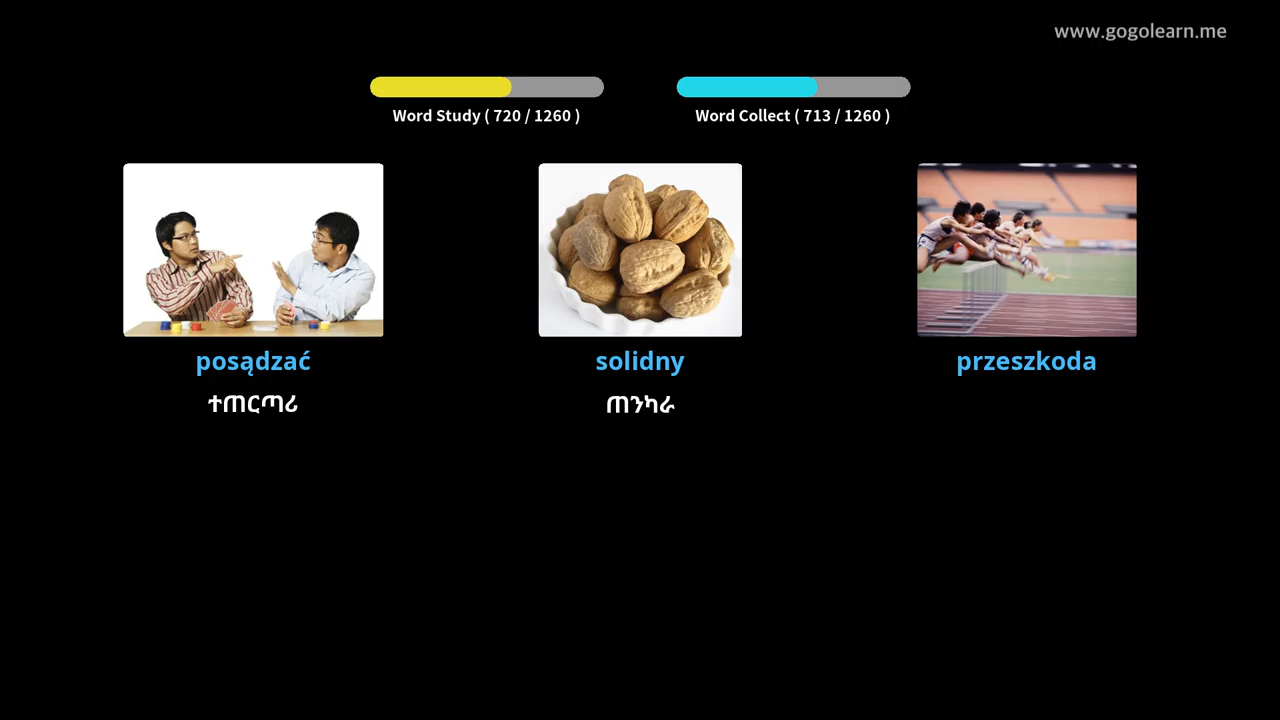 www.gogolearn.me
Word Study ( 720 / 1260 )
Word Collect ( 713 / 1260 )
posądzać
solidny
przeszkoda
ተጠርጣሪ
ጠንካራ